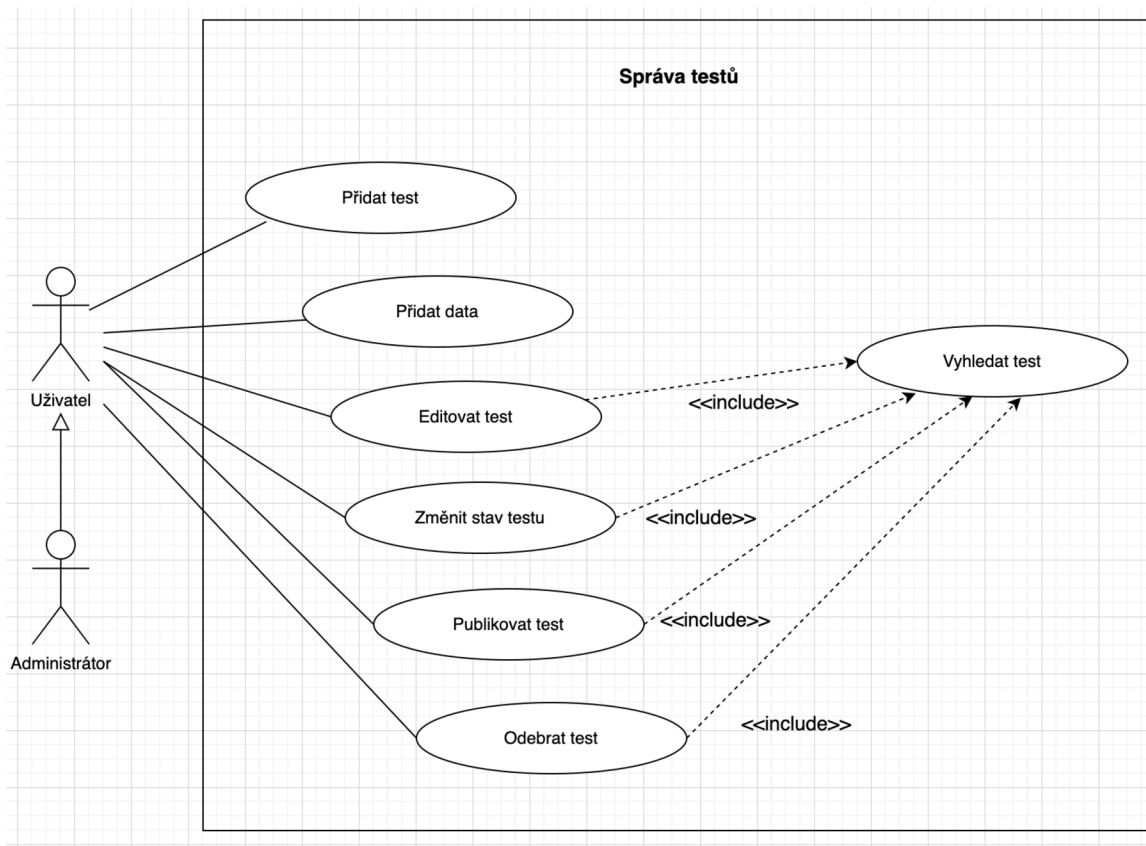 Správa testů
Přidat test
Přidat data
Uživatel
Vyhledat test
Editovat test
<<include>>
Změnit stav testu
<<include>>
Publikovat test
<<include>>
Administrátor
Odebrat test
<<include>>